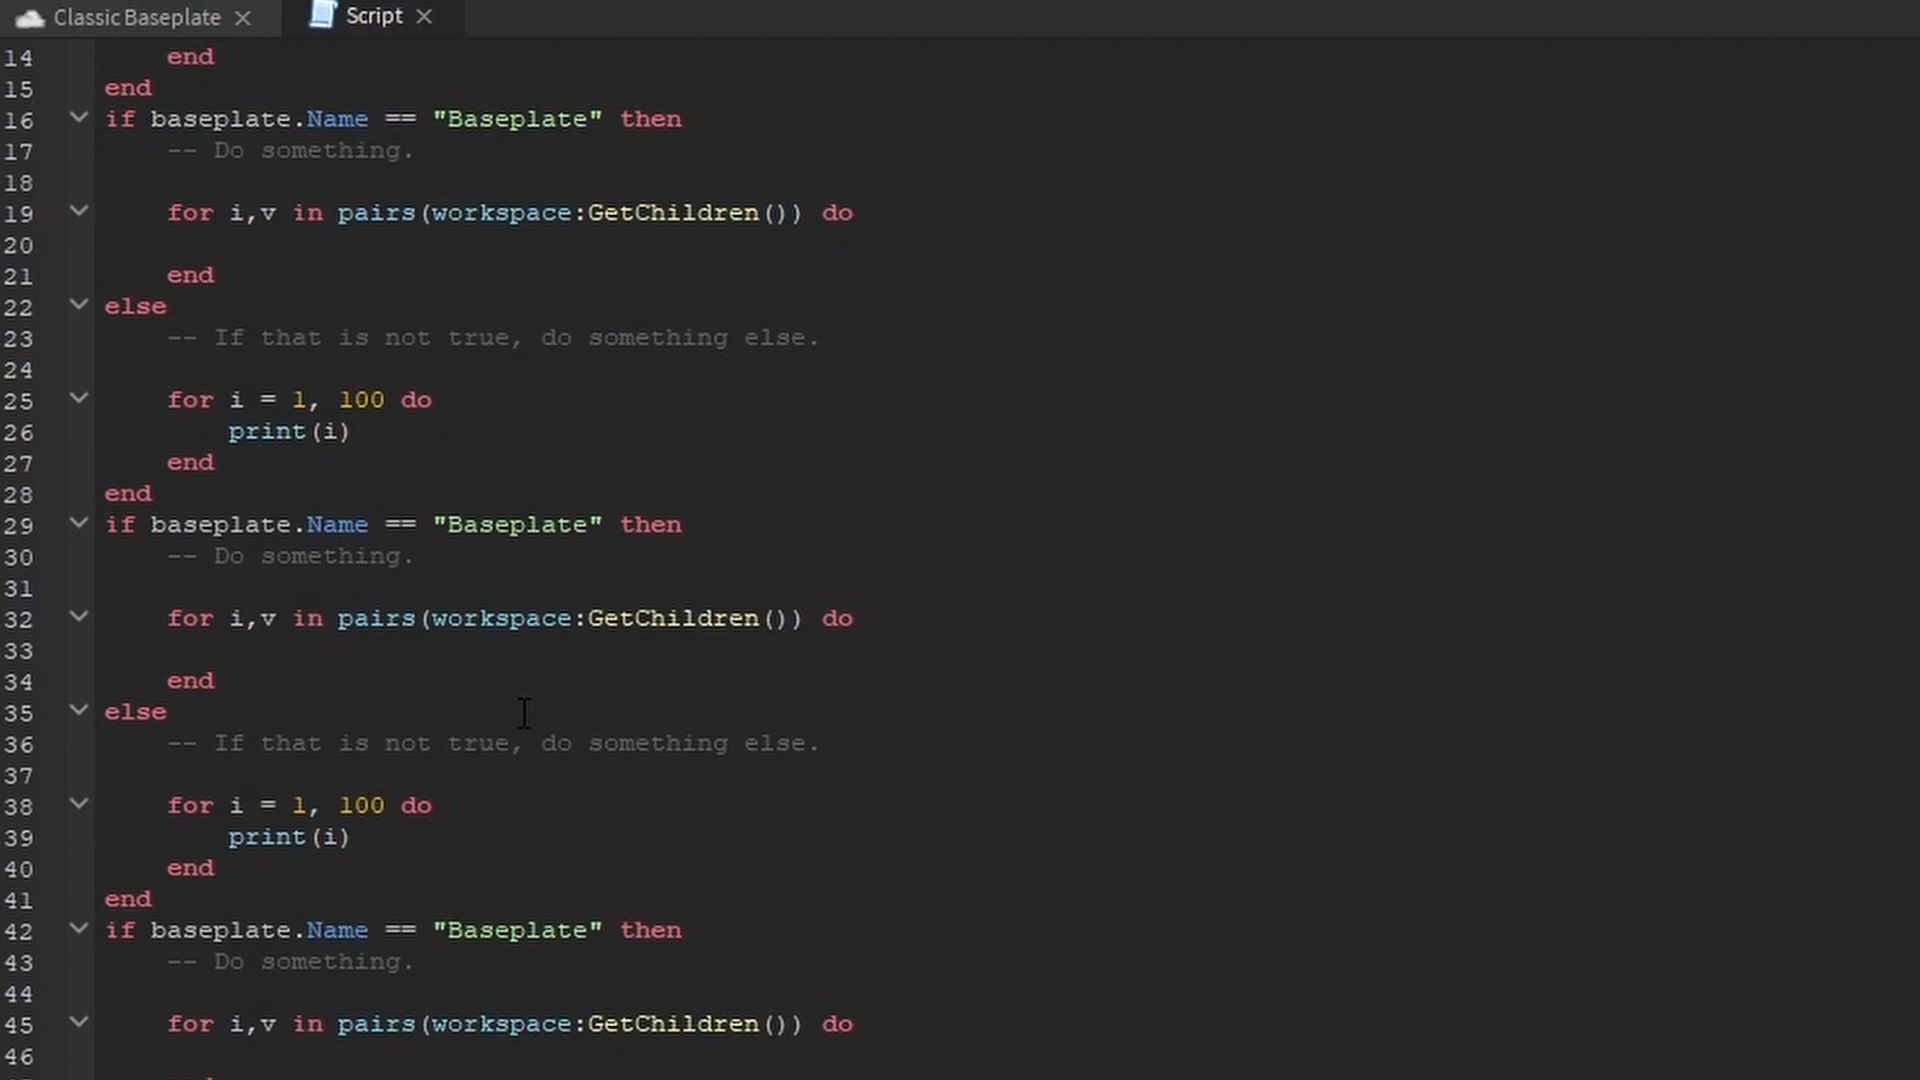 Classic Baseplate Script
14 end
15 end
16 if baseplate.Name == "Baseplate" then
17 -- Do something.
18
19 for i,v in pairs(workspace:GetChildren()) do
20
21 end
22 else
23 -- If that is not true, do something else.
24
25 for i = 1, 100 do
26 print(i)
27 end
28 end
29 if baseplate.Name == "Baseplate" then
30 -- Do something.
31
32 for i,v in pairs(workspace:GetChildren()) do
33
34 end
35 else
36 -- If that is not true, do something else.
37
38 for i = 1, 100 do
39 print(i)
40 end
41 end
42 if baseplate.Name == "Baseplate" then
43 -- Do something.
44
45 for i,v in pairs(workspace:GetChildren()) do
46